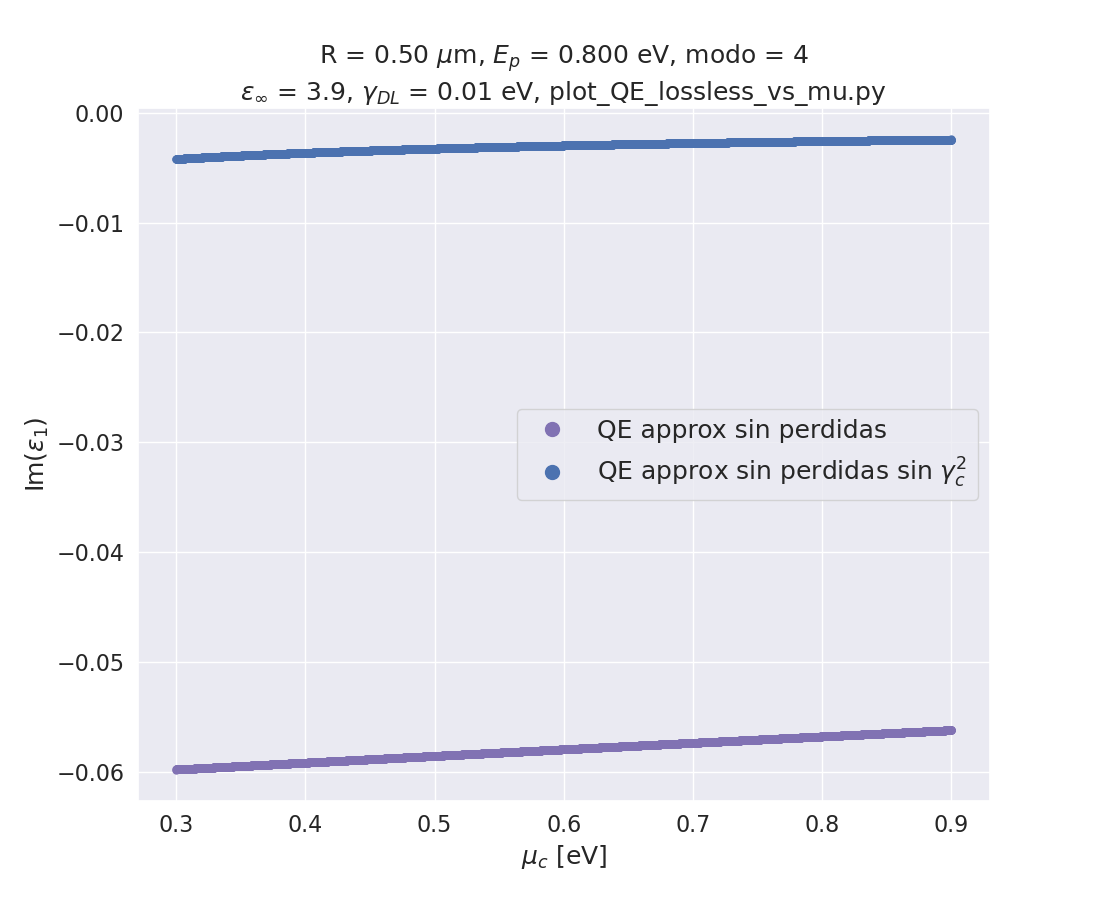 R = 0.50 μm, E_p = 0.800 eV, modo = 4
ε_∞ = 3.9, γ_DL = 0.01 eV, plot_QE_lossless_vs_mu.py
0.00
−0.01
−0.02
−0.03
−0.04
−0.05
−0.06
Im(ε₁)
QE approx sin perdidas
QE approx sin perdidas sin γ_c^2
0.3 0.4 0.5 0.6 0.7 0.8 0.9
μ_c [eV]